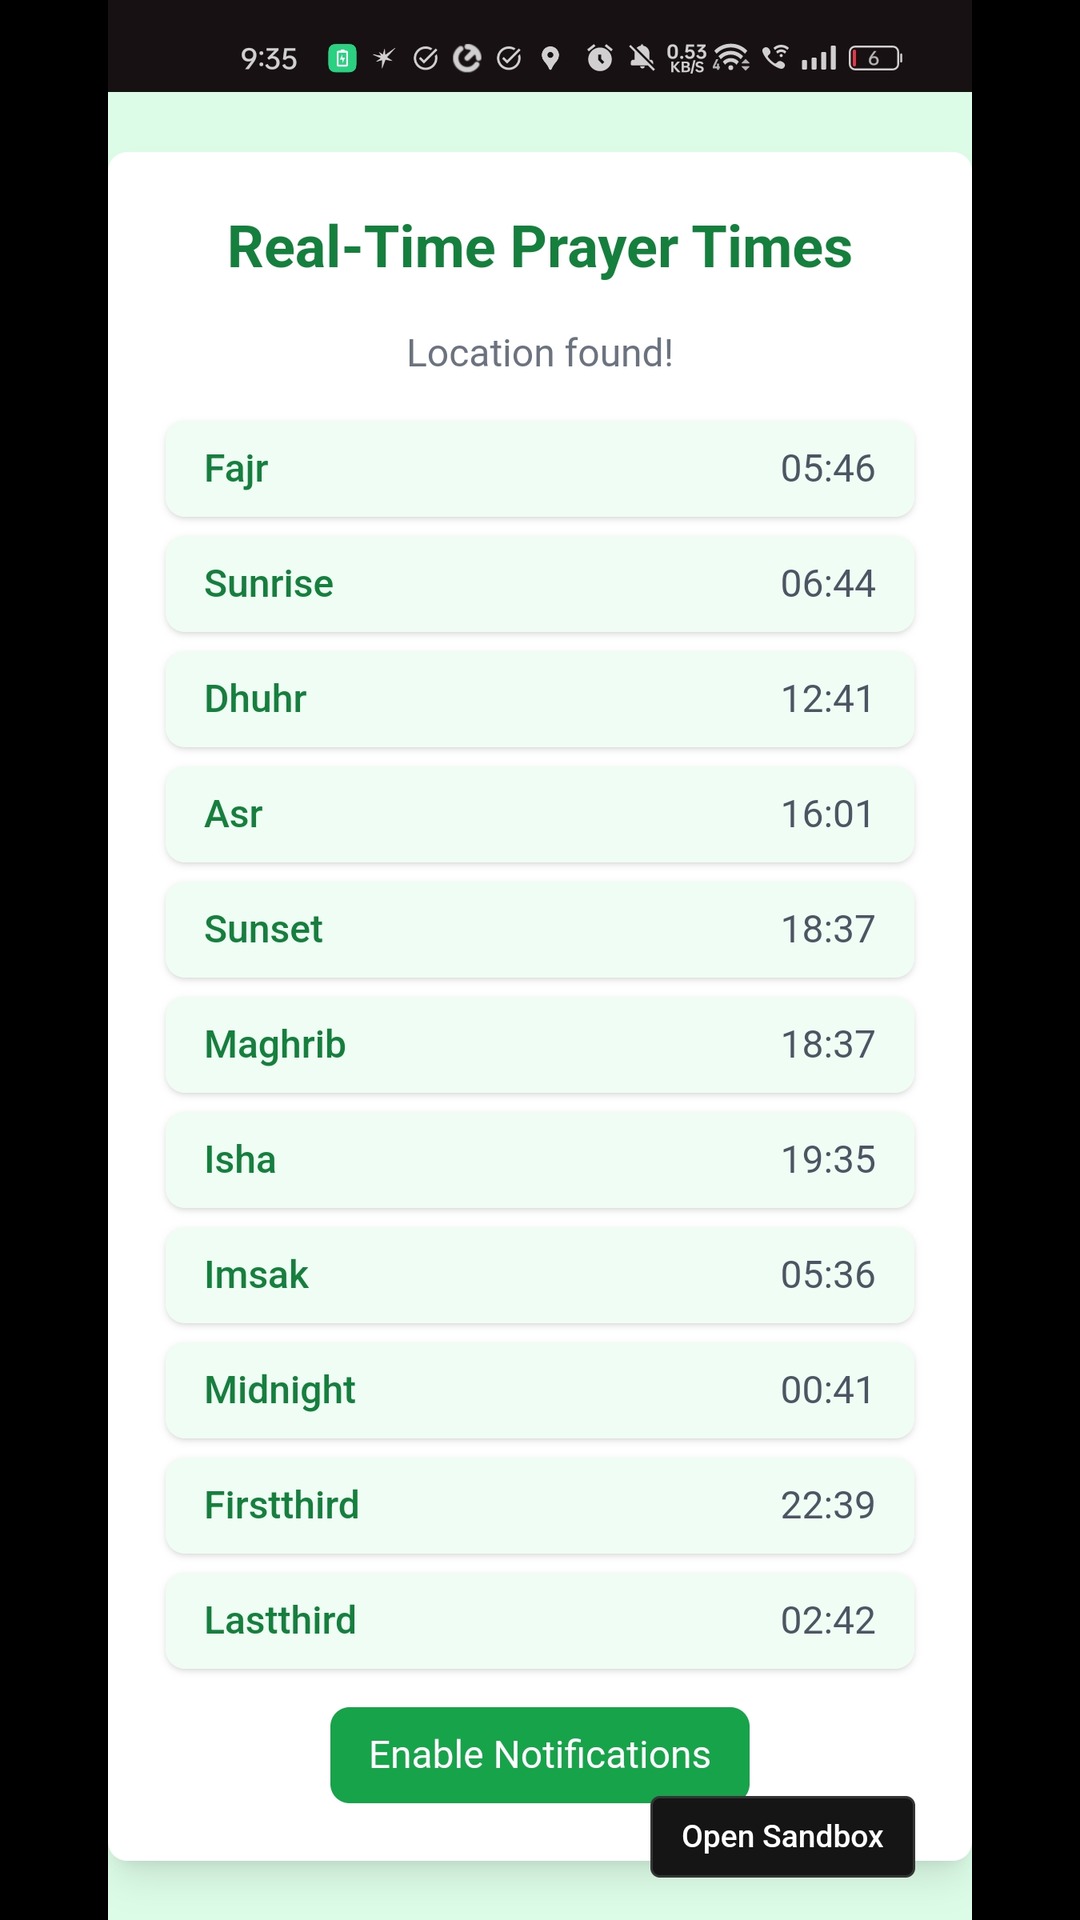 9:35 0.53 KB/S 4 6
Real-Time Prayer Times
Location found!
Fajr 05:46
Sunrise 06:44
Dhuhr 12:41
Asr 16:01
Sunset 18:37
Maghrib 18:37
Isha 19:35
Imsak 05:36
Midnight 00:41
Firstthird 22:39
Lastthird 02:42
Enable Notifications
Open Sandbox